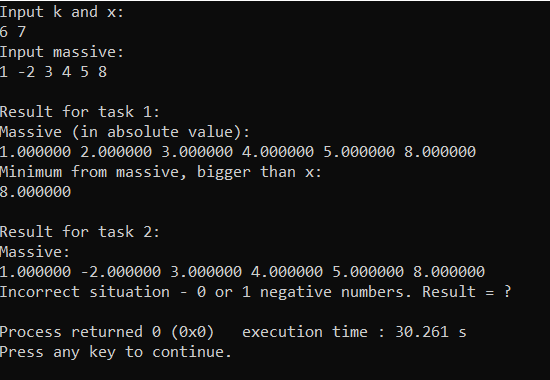 Input k and x:
6 7
Input massive:
1 -2 3 4 5 8
Result for task 1:
Massive (in absolute value):
1.000000 2.000000 3.000000 4.000000 5.000000 8.000000
Minimum from massive, bigger than x:
8.000000
Result for task 2:
Massive:
1.000000 -2.000000 3.000000 4.000000 5.000000 8.000000
Incorrect situation - 0 or 1 negative numbers. Result = ?
Process returned 0 (0x0)   execution time : 30.261 s
Press any key to continue.